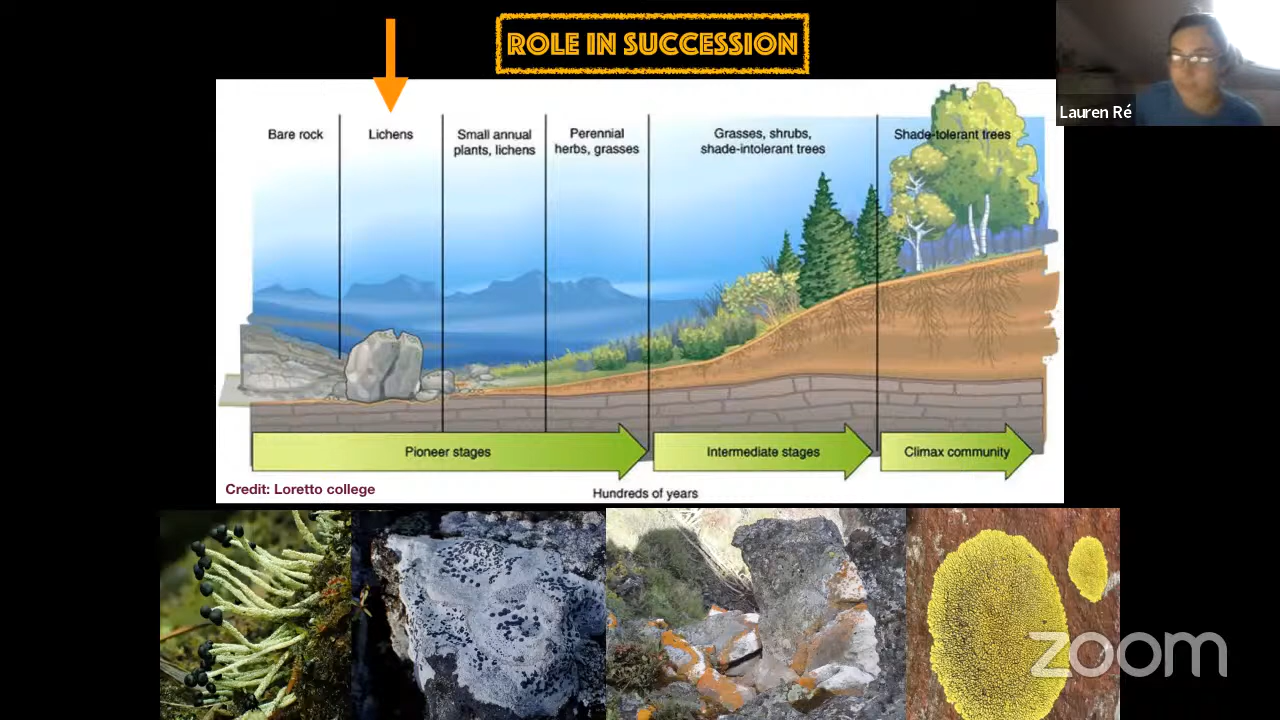 ROLE IN SUCCESSION
Lauren Ré
Bare rock
Lichens
Small annual
plants, lichens
Perennial
herbs, grasses
Grasses, shrubs,
shade-intolerant trees
Shade-tolerant trees
Pioneer stages
Intermediate stages
Climax community
Credit: Loretto college
Hundreds of years
zoom